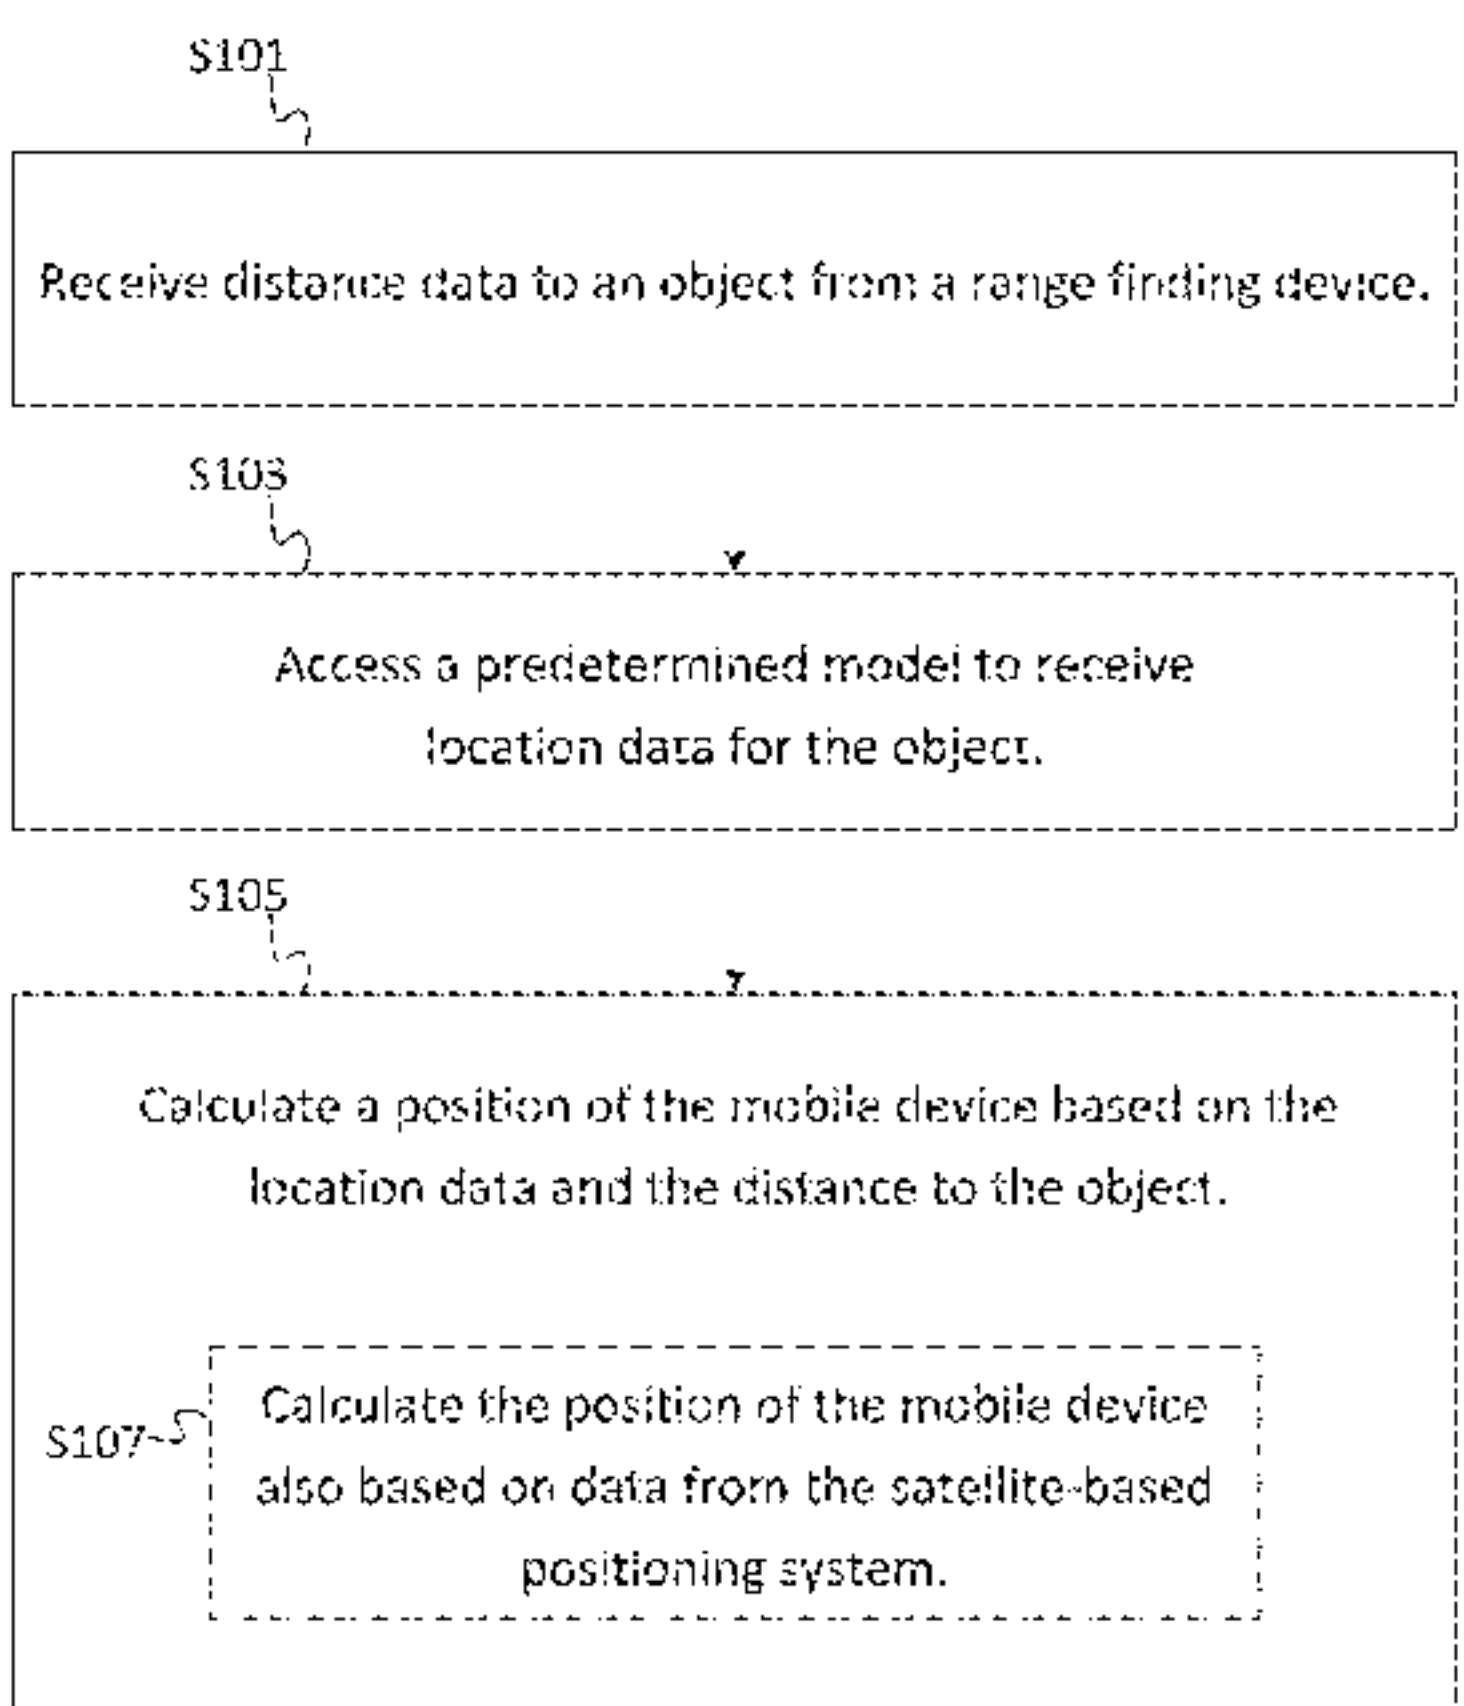 S101
Receive distance data to an object from a range finding device.
S103
Access a predetermined model to receive
location data for the object.
S105
Calculate a position of the mobile device based on the
location data and the distance to the object.
S107
Calculate the position of the mobile device
also based on data from the satellite-based
positioning system.